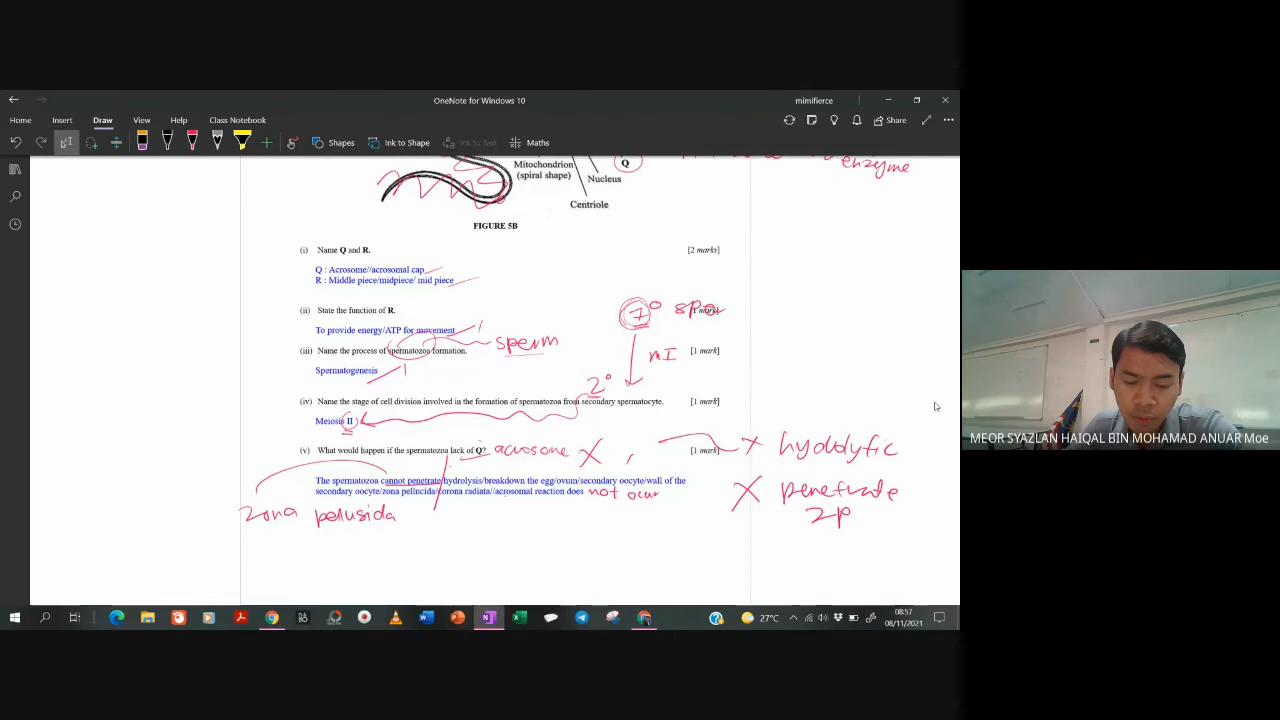 OneNote for Windows 10
mimifierce
Home Insert Draw View Help Class Notebook
Share
Shapes Ink to Shape Ink to Text Maths
Mitochondrion
(spiral shape)
Q
Nucleus
Centriole
enzyme
FIGURE 5B
(i) Name Q and R. [2 marks]
Q : Acrosome//acrosomal cap
R : Middle piece/midpiece/ mid piece
(ii) State the function of R. [1 mark]
To provide energy/ATP for movement
sperm
(iii) Name the process of spermatozoa formation. [1 mark]
Spermatogenesis
mI
2°
(iv) Name the stage of cell division involved in the formation of spermatozoa from secondary spermatocyte. [1 mark]
Meiosis II
(v) What would happen if the spermatozoa lack of Q? [1 mark]
acrosome X
X hydolyfic
The spermatozoa cannot penetrate/hydrolysis/breakdown the egg/ovum/secondary oocyte/wall of the
secondary oocyte/zona pellucida/corona radiata//acrosomal reaction does not ocur
X penetrate
zp
zona pellusida
27°C
08:57
08/11/2021
MEOR SYAZLAN HAIQAL BIN MOHAMAD ANUAR Moe